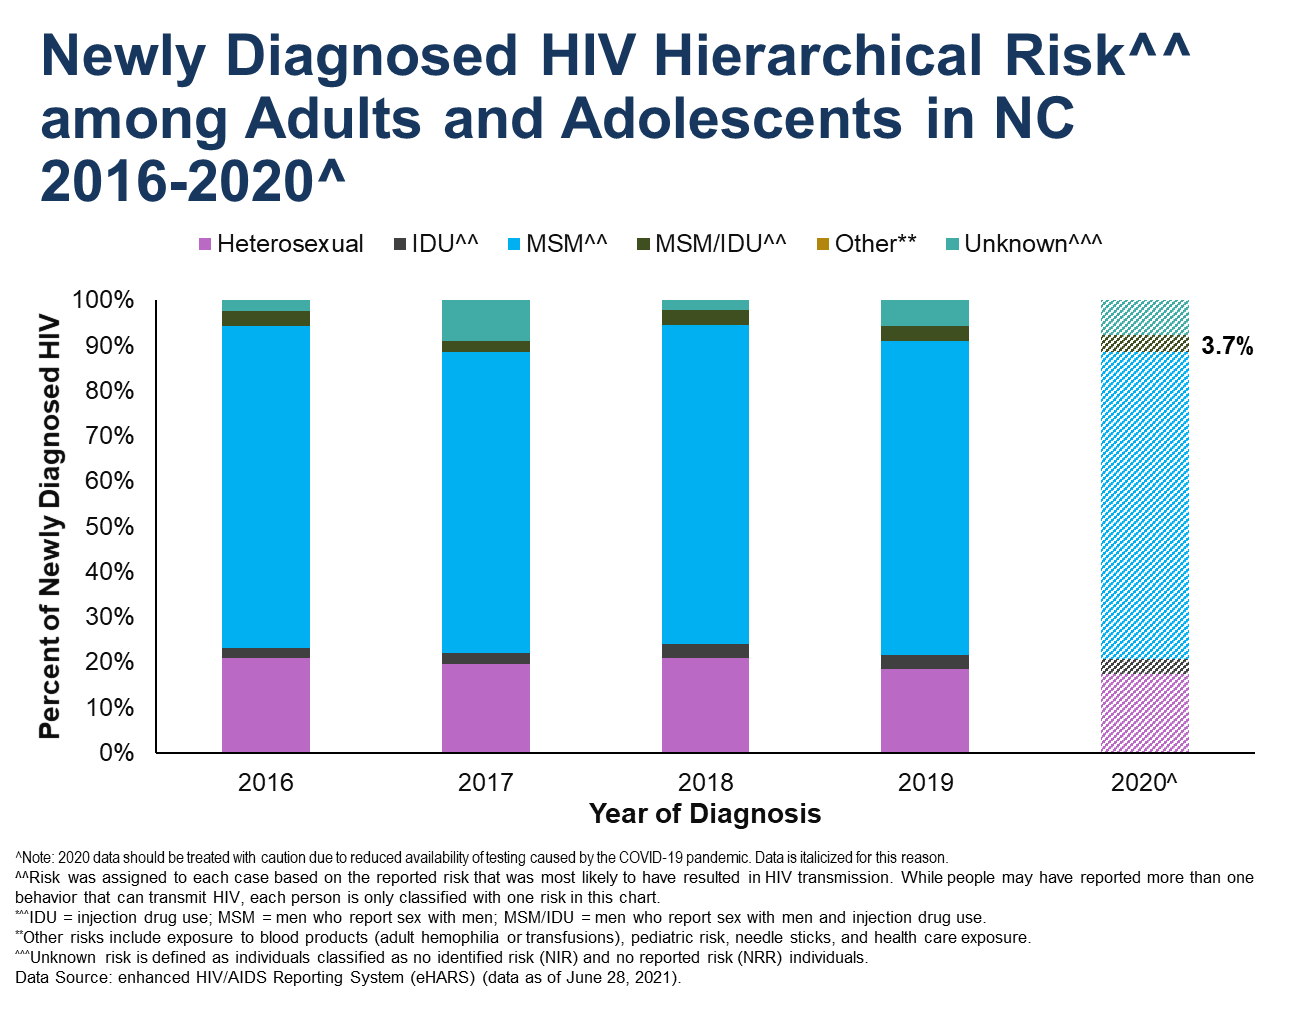 Newly Diagnosed HIV Hierarchical Risk^^
among Adults and Adolescents in NC
2016-2020^
Heterosexual IDU^^ MSM^^ MSM/IDU^^ Other** Unknown^^^
Percent of Newly Diagnosed HIV
100%
90%
80%
70%
60%
50%
40%
30%
20%
10%
0%
3.7%
2016 2017 2018 2019 2020^
Year of Diagnosis
^Note: 2020 data should be treated with caution due to reduced availability of testing caused by the COVID-19 pandemic. Data is italicized for this reason.
^^Risk was assigned to each case based on the reported risk that was most likely to have resulted in HIV transmission. While people may have reported more than one
behavior that can transmit HIV, each person is only classified with one risk in this chart.
*^^IDU = injection drug use; MSM = men who report sex with men; MSM/IDU = men who report sex with men and injection drug use.
**Other risks include exposure to blood products (adult hemophilia or transfusions), pediatric risk, needle sticks, and health care exposure.
^^^Unknown risk is defined as individuals classified as no identified risk (NIR) and no reported risk (NRR) individuals.
Data Source: enhanced HIV/AIDS Reporting System (eHARS) (data as of June 28, 2021).